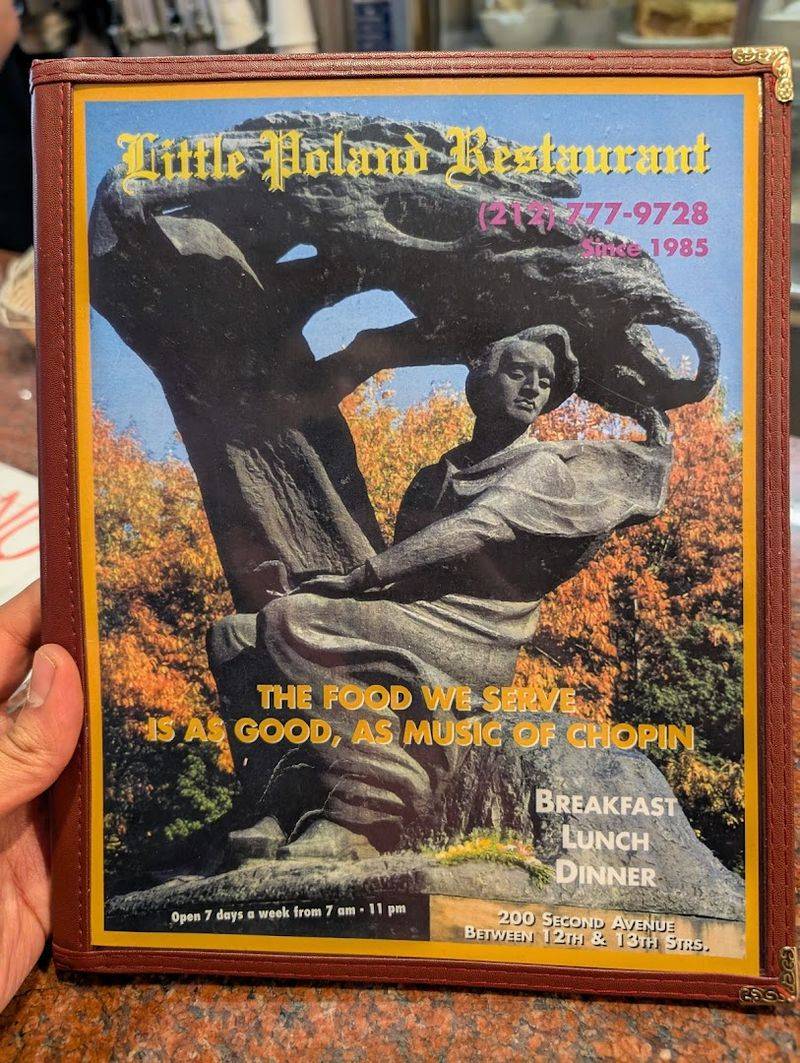 Little Poland Restaurant
(212) 777-9728
Since 1985
THE FOOD WE SERVE
IS AS GOOD, AS MUSIC OF CHOPIN
BREAKFAST
LUNCH
DINNER
Open 7 days a week from 7 am - 11 pm
200 SECOND AVENUE
BETWEEN 12TH & 13TH STRS.